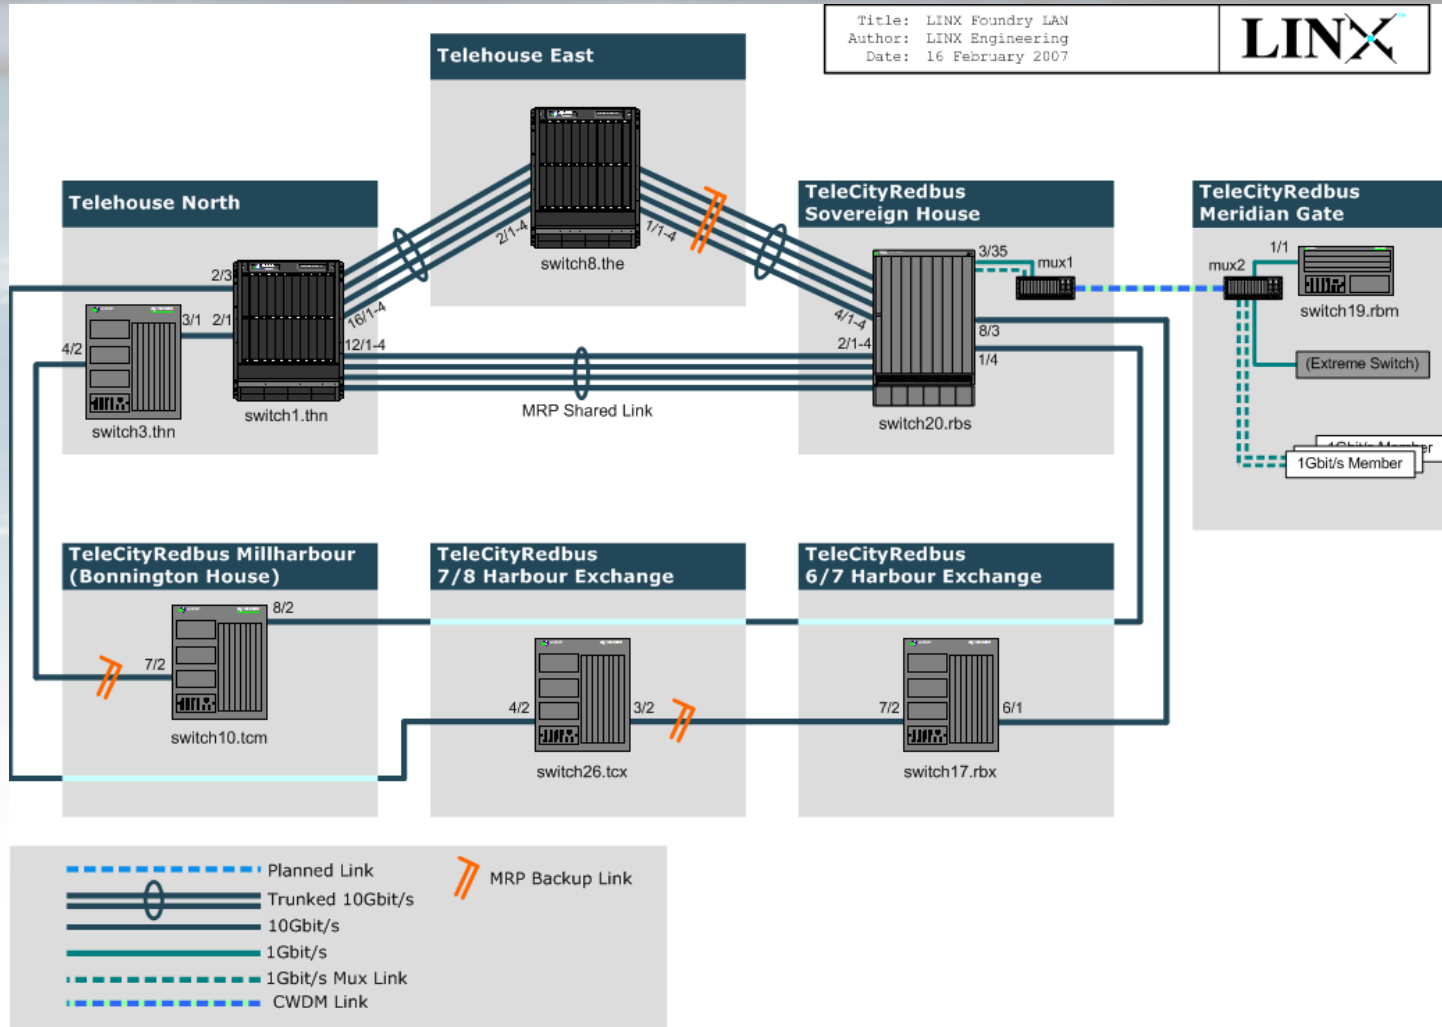 Title: LINX Foundry LAN
Author: LINX Engineering
Date: 16 February 2007
LINX
Telehouse East
switch8.the
2/1-4
1/1-4
Telehouse North
2/3
3/1
2/1
4/2
16/1-4
12/1-4
switch3.thn
switch1.thn
MRP Shared Link
TeleCityRedbus
Sovereign House
3/35
mux1
4/1-4
2/1-4
8/3
1/4
switch20.rbs
TeleCityRedbus
Meridian Gate
1/1
mux2
switch19.rbm
(Extreme Switch)
1Gbit/s Member
1Gbit/s Member
TeleCityRedbus Millharbour
(Bonnington House)
8/2
7/2
switch10.tcm
TeleCityRedbus
7/8 Harbour Exchange
4/2
3/2
switch26.tcx
TeleCityRedbus
6/7 Harbour Exchange
7/2
6/1
switch17.rbx
Planned Link
Trunked 10Gbit/s
10Gbit/s
1Gbit/s
1Gbit/s Mux Link
CWDM Link
MRP Backup Link